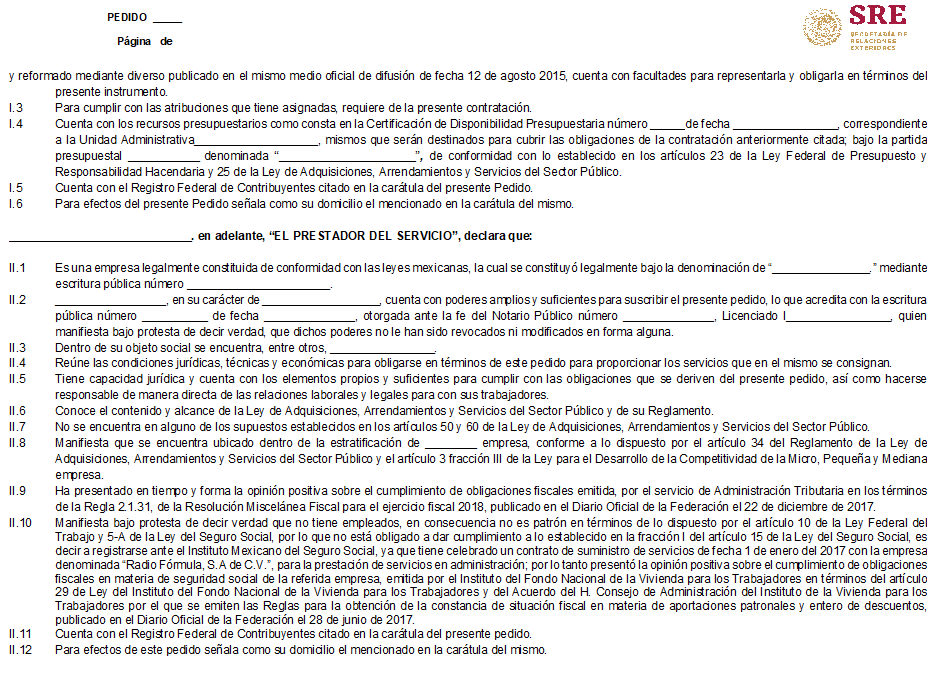 PEDIDO _____
SRE
SECRETARÍA DE
RELACIONES
EXTERIORES
Página de
y reformado mediante diverso publicado en el mismo medio oficial de difusión de fecha 12 de agosto 2015, cuenta con facultades para representarla y obligarla en términos del
presente instrumento.
I.3 Para cumplir con las atribuciones que tiene asignadas, requiere de la presente contratación.
I.4 Cuenta con los recursos presupuestarios como consta en la Certificación de Disponibilidad Presupuestaria número ______de fecha ________________, correspondiente
a la Unidad Administrativa___________________, mismos que serán destinados para cubrir las obligaciones de la contratación anteriormente citada; bajo la partida
presupuestal ___________ denominada “_____________________”, de conformidad con lo establecido en los artículos 23 de la Ley Federal de Presupuesto y
Responsabilidad Hacendaria y 25 de la Ley de Adquisiciones, Arrendamientos y Servicios del Sector Público.
I.5 Cuenta con el Registro Federal de Contribuyentes citado en la carátula del presente Pedido.
I.6 Para efectos del presente Pedido señala como su domicilio el mencionado en la carátula del mismo.
____________________________. en adelante, “EL PRESTADOR DEL SERVICIO”, declara que:
II.1 Es una empresa legalmente constituida de conformidad con las leyes mexicanas, la cual se constituyó legalmente bajo la denominación de “_______________.” mediante
escritura pública número ______________________.
II.2 _________________, en su carácter de __________________, cuenta con poderes amplios y suficientes para suscribir el presente pedido, lo que acredita con la escritura
pública número __________ de fecha ______________, otorgada ante la fe del Notario Público número ______________, Licenciado l________________, quien
manifiesta bajo protesta de decir verdad, que dichos poderes no le han sido revocados ni modificados en forma alguna.
II.3 Dentro de su objeto social se encuentra, entre otros, ________________.
II.4 Reúne las condiciones jurídicas, técnicas y económicas para obligarse en términos de este pedido para proporcionar los servicios que en el mismo se consignan.
II.5 Tiene capacidad jurídica y cuenta con los elementos propios y suficientes para cumplir con las obligaciones que se deriven del presente pedido, así como hacerse
responsable de manera directa de las relaciones laborales y legales para con sus trabajadores.
II.6 Conoce el contenido y alcance de la Ley de Adquisiciones, Arrendamientos y Servicios del Sector Público y de su Reglamento.
II.7 No se encuentra en alguno de los supuestos establecidos en los artículos 50 y 60 de la Ley de Adquisiciones, Arrendamientos y Servicios del Sector Público.
II.8 Manifiesta que se encuentra ubicado dentro de la estratificación de ________ empresa, conforme a lo dispuesto por el artículo 34 del Reglamento de la Ley de
Adquisiciones, Arrendamientos y Servicios del Sector Público y el artículo 3 fracción III de la Ley para el Desarrollo de la Competitividad de la Micro, Pequeña y Mediana
empresa.
II.9 Ha presentado en tiempo y forma la opinión positiva sobre el cumplimiento de obligaciones fiscales emitida, por el servicio de Administración Tributaria en los términos
de la Regla 2.1.31, de la Resolución Miscelánea Fiscal para el ejercicio fiscal 2018, publicado en el Diario Oficial de la Federación el 22 de diciembre de 2017.
II.10 Manifiesta bajo protesta de decir verdad que no tiene empleados, en consecuencia no es patrón en términos de lo dispuesto por el artículo 10 de la Ley Federal del
Trabajo y 5-A de la Ley del Seguro Social, por lo que no está obligado a dar cumplimiento a lo establecido en la fracción I del artículo 15 de la Ley del Seguro Social, es
decir a registrarse ante el Instituto Mexicano del Seguro Social, ya que tiene celebrado un contrato de suministro de servicios de fecha 1 de enero del 2017 con la empresa
denominada “Radio Fórmula, S.A de C.V.”, para la prestación de servicios en administración; por lo tanto presentó la opinión positiva sobre el cumplimiento de obligaciones
fiscales en materia de seguridad social de la referida empresa, emitida por el Instituto del Fondo Nacional de la Vivienda para los Trabajadores en términos del artículo
29 de Ley del Instituto del Fondo Nacional de la Vivienda para los Trabajadores y del Acuerdo del H. Consejo de Administración del Instituto de la Vivienda para los
Trabajadores por el que se emiten las Reglas para la obtención de la constancia de situación fiscal en materia de aportaciones patronales y entero de descuentos,
publicado en el Diario Oficial de la Federación el 28 de junio de 2017.
II.11 Cuenta con el Registro Federal de Contribuyentes citado en la carátula del presente pedido.
II.12 Para efectos de este pedido señala como su domicilio el mencionado en la carátula del mismo.